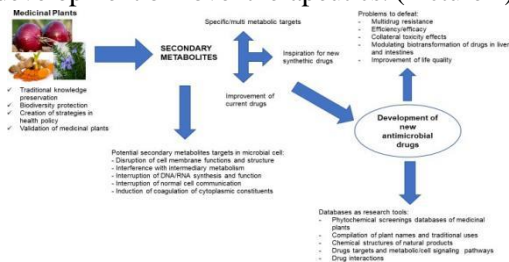 Medicinal Plants
✓ Traditional knowledge
preservation
✓ Biodiversity protection
✓ Creation of strategies in
health policy
✓ Validation of medicinal plants
SECONDARY
METABOLITES
Specific/multi metabolic targets
Inspiration for new
synthethic drugs
Improvement of
current drugs
Potential secondary metabolites targets in microbial cell:
- Disruption of cell membrane functions and structure
- Interference with intermediary metabolism
- Interruption of DNA/RNA synthesis and function
- Interruption of normal cell communication
- Induction of coagulation of cytoplasmic constituents
Problems to defeat:
- Multidrug resistance
- Efficiency/efficacy
- Collateral toxicity effects
- Modulating biotransformation of drugs in liver
and intestines
- Improvement of life quality
Development of
new
antimicrobial
drugs
Databases as research tools:
- Phytochemical screenings databases of medicinal
plants
- Compilation of plant names and traditional uses
- Chemical structures of natural products
- Drugs targets and metabolic/cell signaling pathways
- Drug interactions